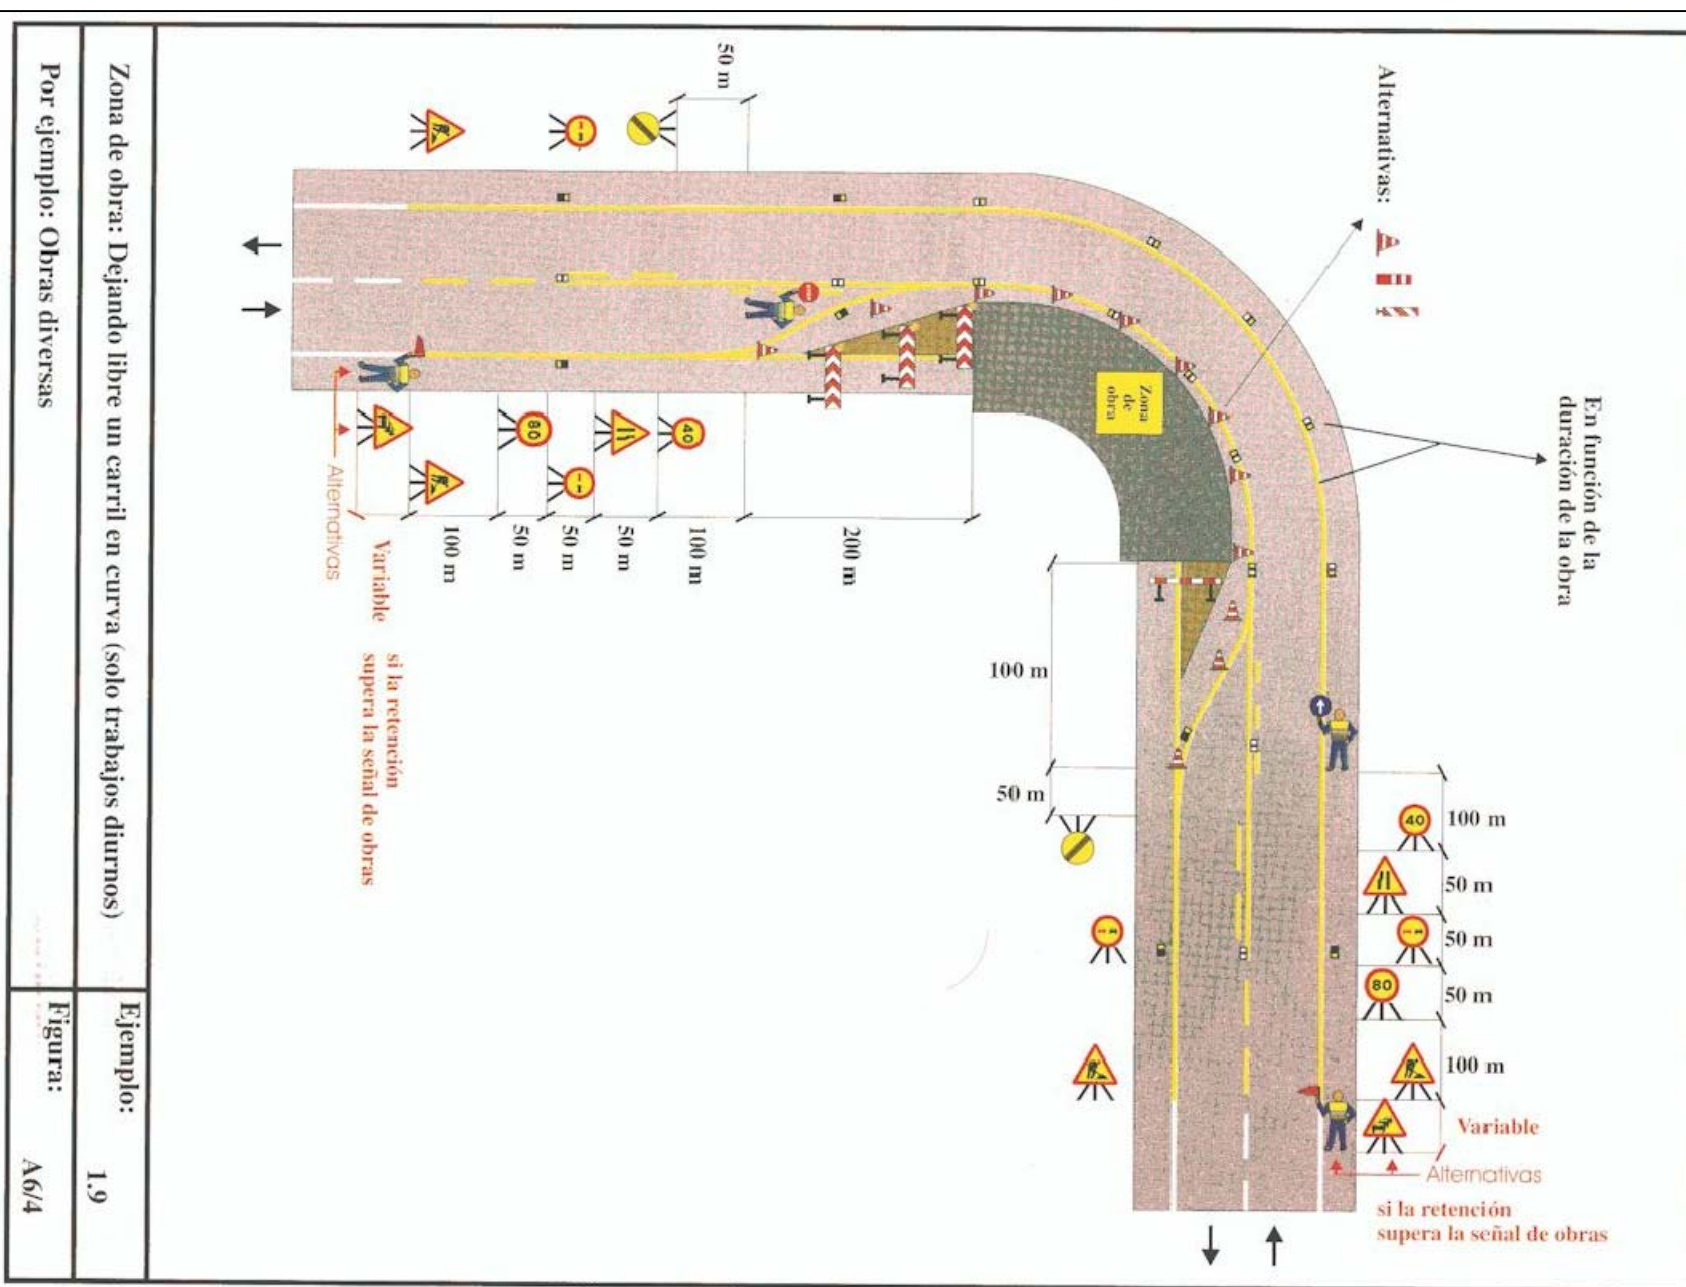 Alternativas:
En función de la
duración de la obra
50 m
Zona
de
obra
80
40
200 m
100 m
50 m
50 m
50 m
100 m
Alternativas
Variable
si la retención
supera la señal de obras
100 m
50 m
40
100 m
50 m
50 m
80
50 m
100 m
Variable
Alternativas
si la retención
supera la señal de obras
Zona de obra: Dejando libre un carril en curva (solo trabajos diurnos)
Ejemplo:
1.9
Por ejemplo: Obras diversas
Figura:
A6/4